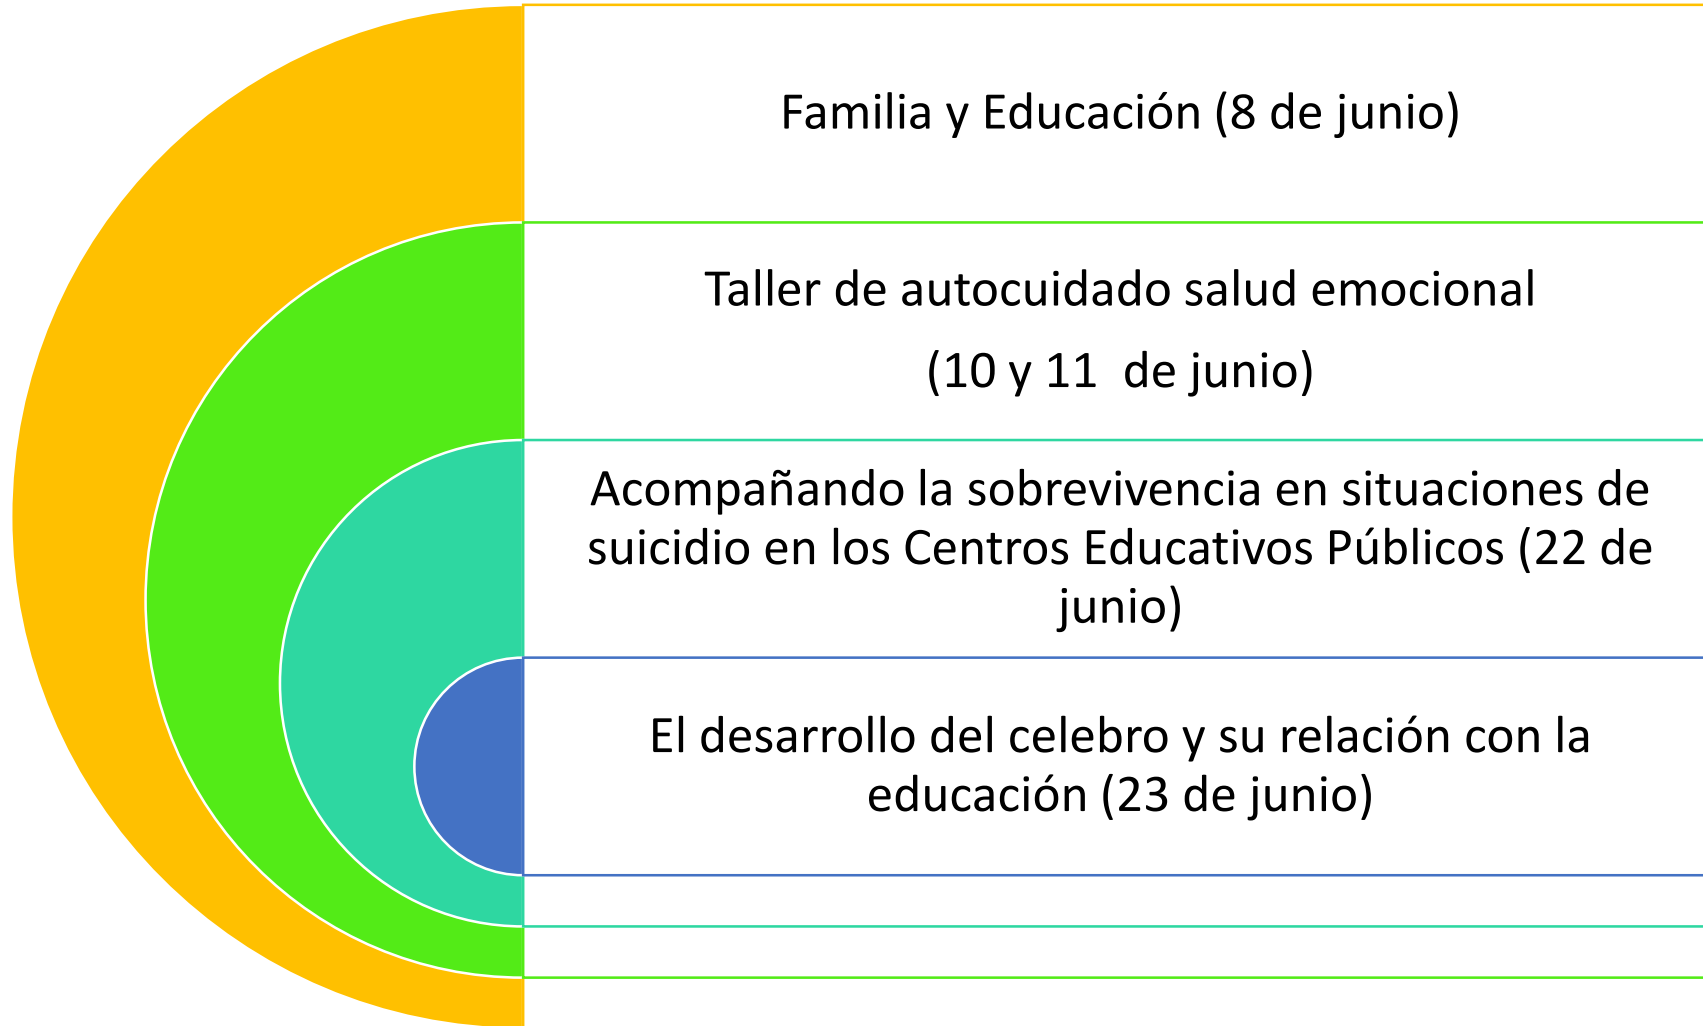 Familia y Educación (8 de junio)
Taller de autocuidado salud emocional
(10 y 11  de junio)
Acompañando la sobrevivencia en situaciones de
suicidio en los Centros Educativos Públicos (22 de
junio)
El desarrollo del celebro y su relación con la
educación (23 de junio)